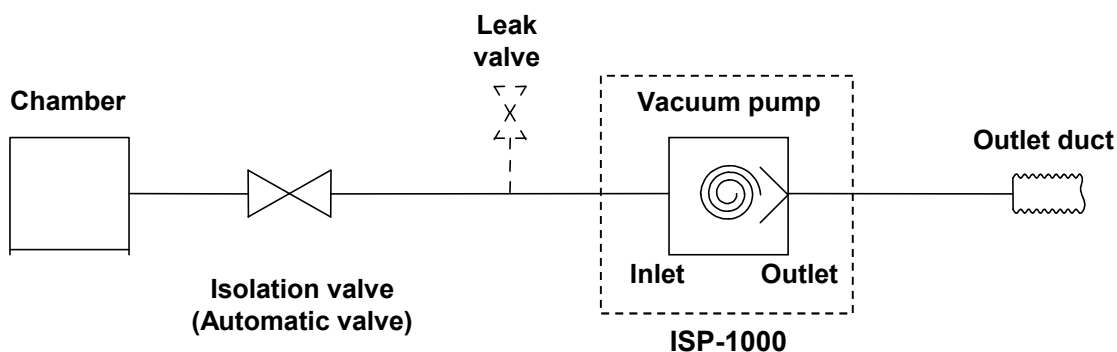 Leak
valve
Chamber
Vacuum pump
Outlet duct
Inlet
Outlet
Isolation valve
(Automatic valve)
ISP-1000